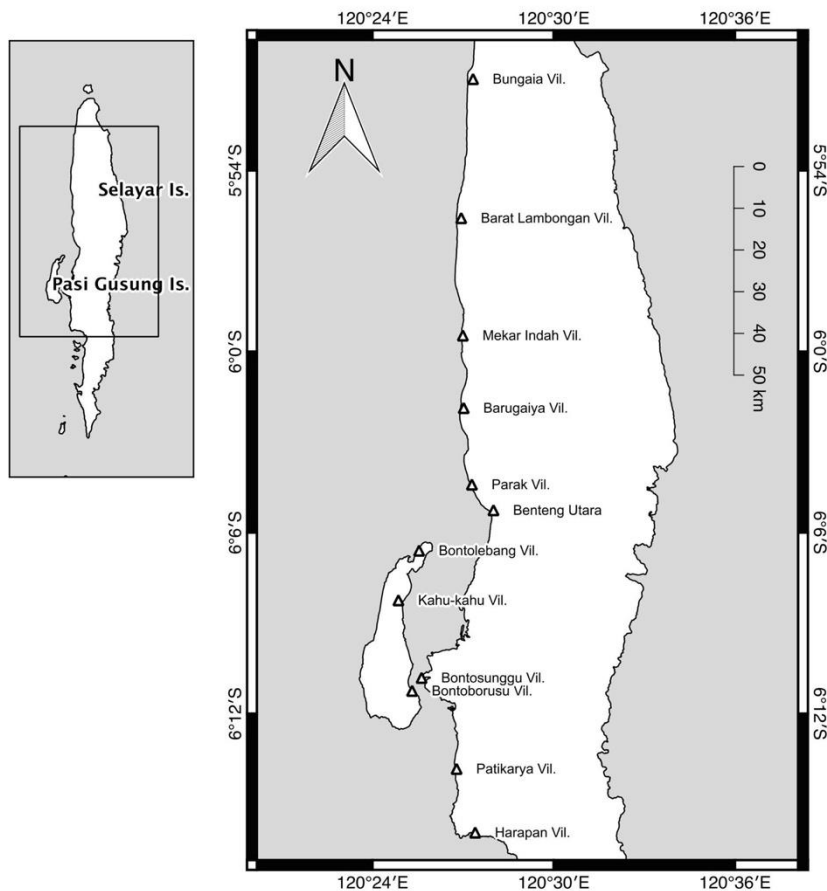 120°24′E
120°30′E
120°36′E
Selayar Is.
Pasi Gusung Is.
N
Bungaia Vil.
Barat Lambongan Vil.
Mekar Indah Vil.
Barugaiya Vil.
Parak Vil.
Benteng Utara
Bontolebang Vil.
Kahu-kahu Vil.
Bontosunggu Vil.
Bontoborusu Vil.
Patikarya Vil.
Harapan Vil.
0
10
20
30
40
50 km
5°54′S
6°0′S
6°6′S
6°12′S
5°54′S
6°0′S
6°6′S
6°12′S
120°24′E
120°30′E
120°36′E